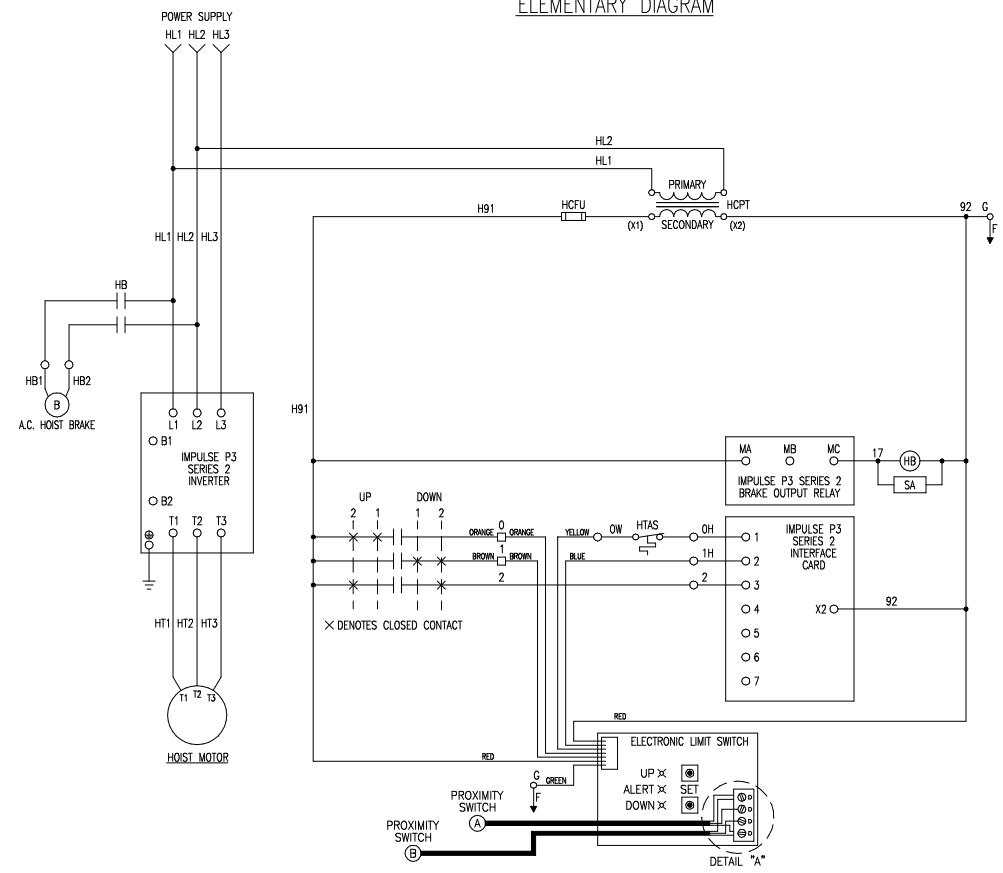 ELEMENTARY DIAGRAM
POWER SUPPLY
HL1 HL2 HL3
HL2
HL1
PRIMARY
HCPT
H91
HCFU
(X1)
SECONDARY
(X2)
92
G
F
HL1 HL2 HL3
HB
HB1
HB2
B
A.C. HOIST BRAKE
L1 L2 L3
B1
IMPULSE P3
SERIES 2
INVERTER
B2
T1 T2 T3
H91
MA MB MC
IMPULSE P3 SERIES 2
BRAKE OUTPUT RELAY
17
HB
SA
UP DOWN
2 1 1 2
ORANGE 0 ORANGE
BROWN 1 BROWN
2
YELLOW OW HTAS 0H
BLUE 1H
2
1
2
3
4
5
6
7
IMPULSE P3
SERIES 2
INTERFACE
CARD
X2
92
X DENOTES CLOSED CONTACT
HT1 HT2 HT3
T1 T2 T3
HOIST MOTOR
RED
RED
G
GREEN
F
ELECTRONIC LIMIT SWITCH
UP
ALERT SET
DOWN
D
D
D
D
PROXIMITY
SWITCH
A
PROXIMITY
SWITCH
B
DETAIL "A"